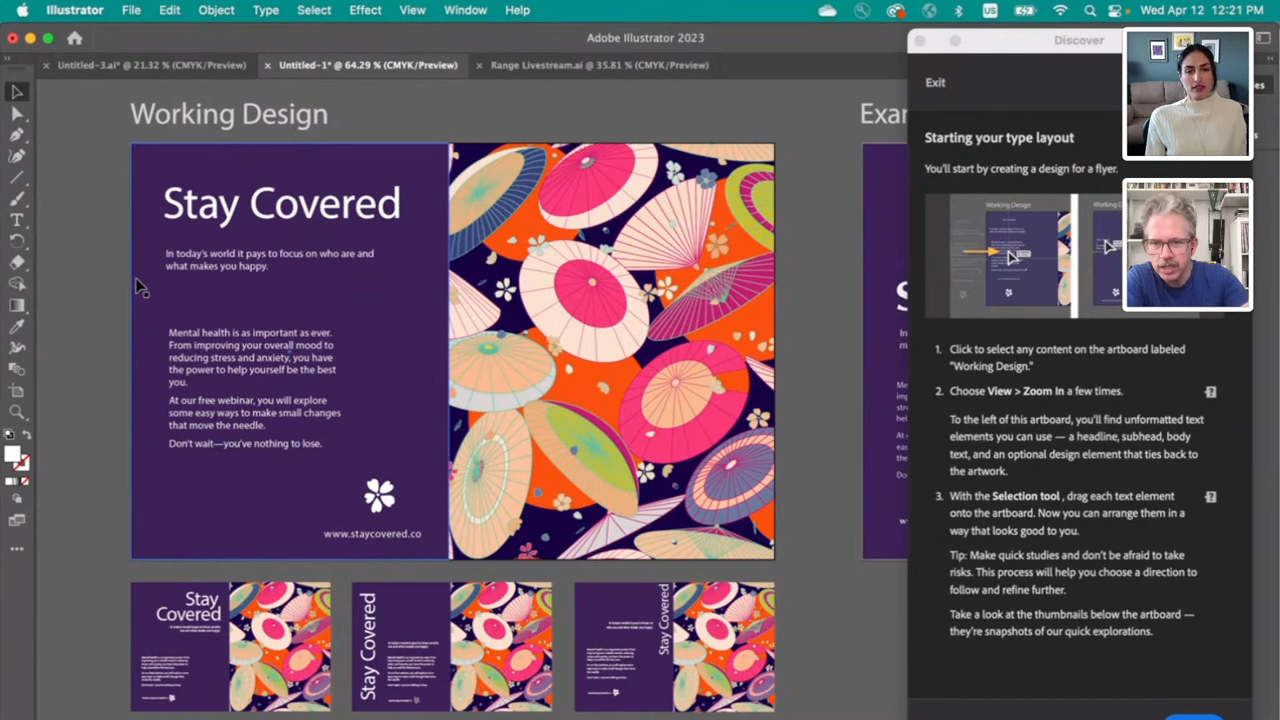 Illustrator File Edit Object Type Select Effect View Window Help
US
Wed Apr 12 12:21 PM
Adobe Illustrator 2023
Discover
Untitled-3.ai* @ 21.32 % (CMYK/Preview)
Untitled-1* @ 64.29 % (CMYK/Preview)
Range Livestream.ai @ 35.81 % (CMYK/Preview)
Exit
Working Design
Exar
Stay Covered
In today's world it pays to focus on who are and
what makes you happy.
Mental health is as important as ever.
From improving your overall mood to
reducing stress and anxiety, you have
the power to help yourself be the best
you.
At our free webinar, you will explore
some easy ways to make small changes
that move the needle.
Don't wait—you've nothing to lose.
www.staycovered.co
Stay
Covered
Stay Covered
Stay Covered
Starting your type layout
You'll start by creating a design for a flyer.
Working Design
1. Click to select any content on the artboard labeled
"Working Design."
2. Choose View > Zoom In a few times.
To the left of this artboard, you'll find unformatted text
elements you can use — a headline, subhead, body
text, and an optional design element that ties back to
the artwork.
3. With the Selection tool , drag each text element
onto the artboard. Now you can arrange them in a
way that looks good to you.
Tip: Make quick studies and don't be afraid to take
risks. This process will help you choose a direction to
follow and refine further.
Take a look at the thumbnails below the artboard —
they're snapshots of our quick explorations.